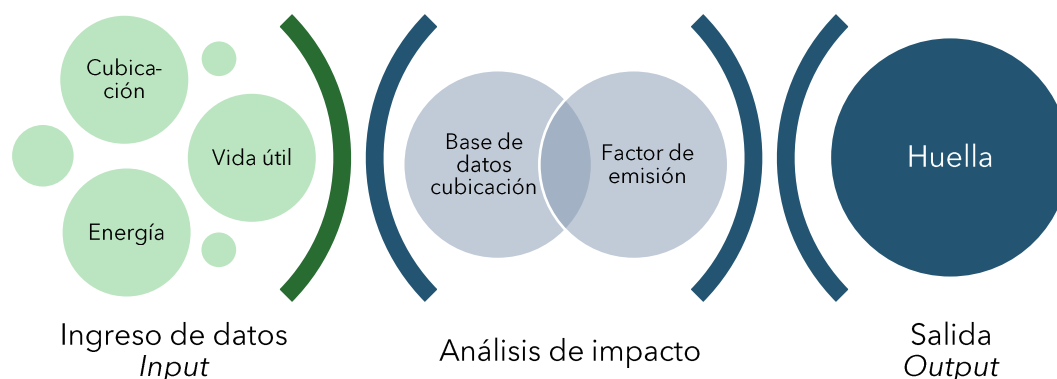 Cubica-
ción
Vida útil
Energía
Ingreso de datos
Input
Base de
datos
cubicación
Factor de
emisión
Análisis de impacto
Huella
Salida
Output